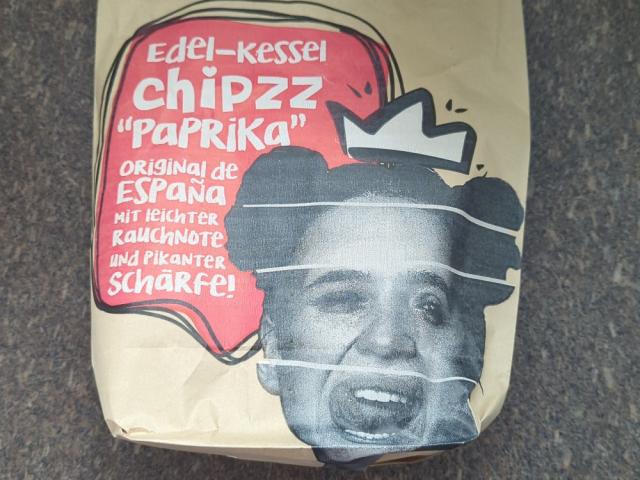 Edel-Kessel
chipzz
"PAPRIKA"
ORIGINAL de
ESPAÑA
MIT leichter
RAUCHNOTE
UND PIKANTER
SCHÄRFE!